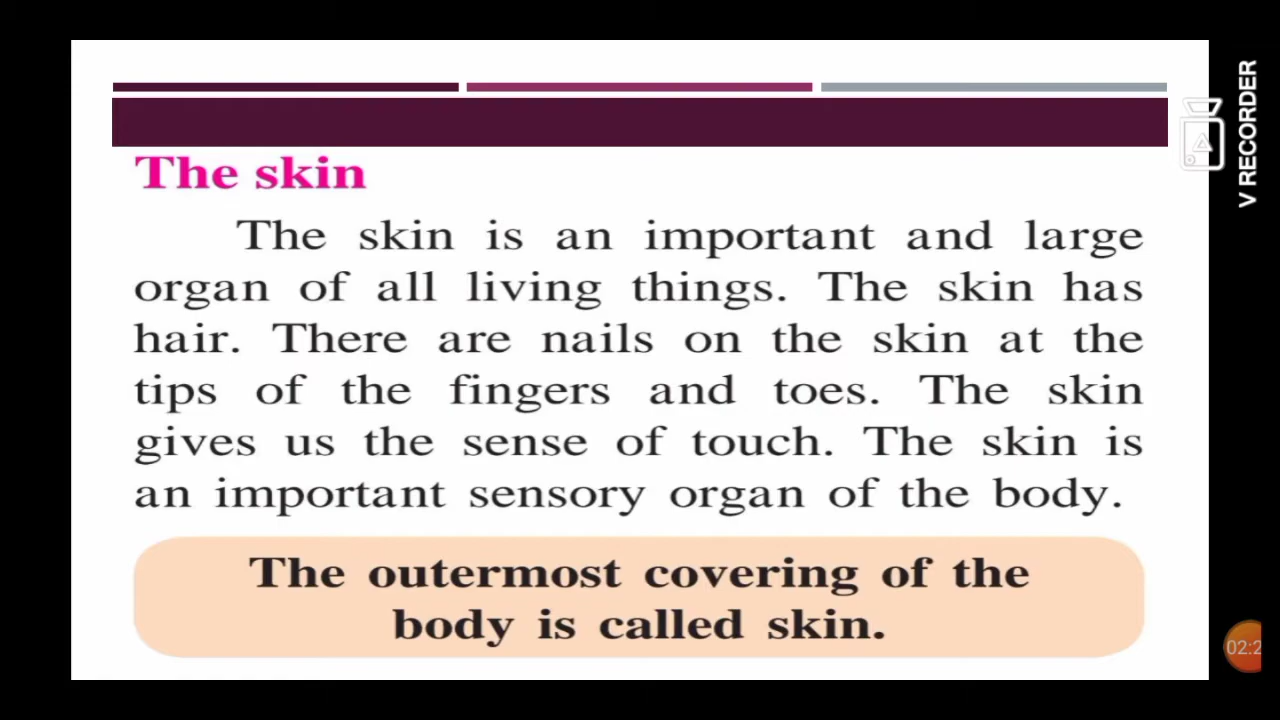 The skin
The skin is an important and large
organ of all living things. The skin has
hair. There are nails on the skin at the
tips of the fingers and toes. The skin
gives us the sense of touch. The skin is
an important sensory organ of the body.
The outermost covering of the
body is called skin.
V RECORDER
02:2